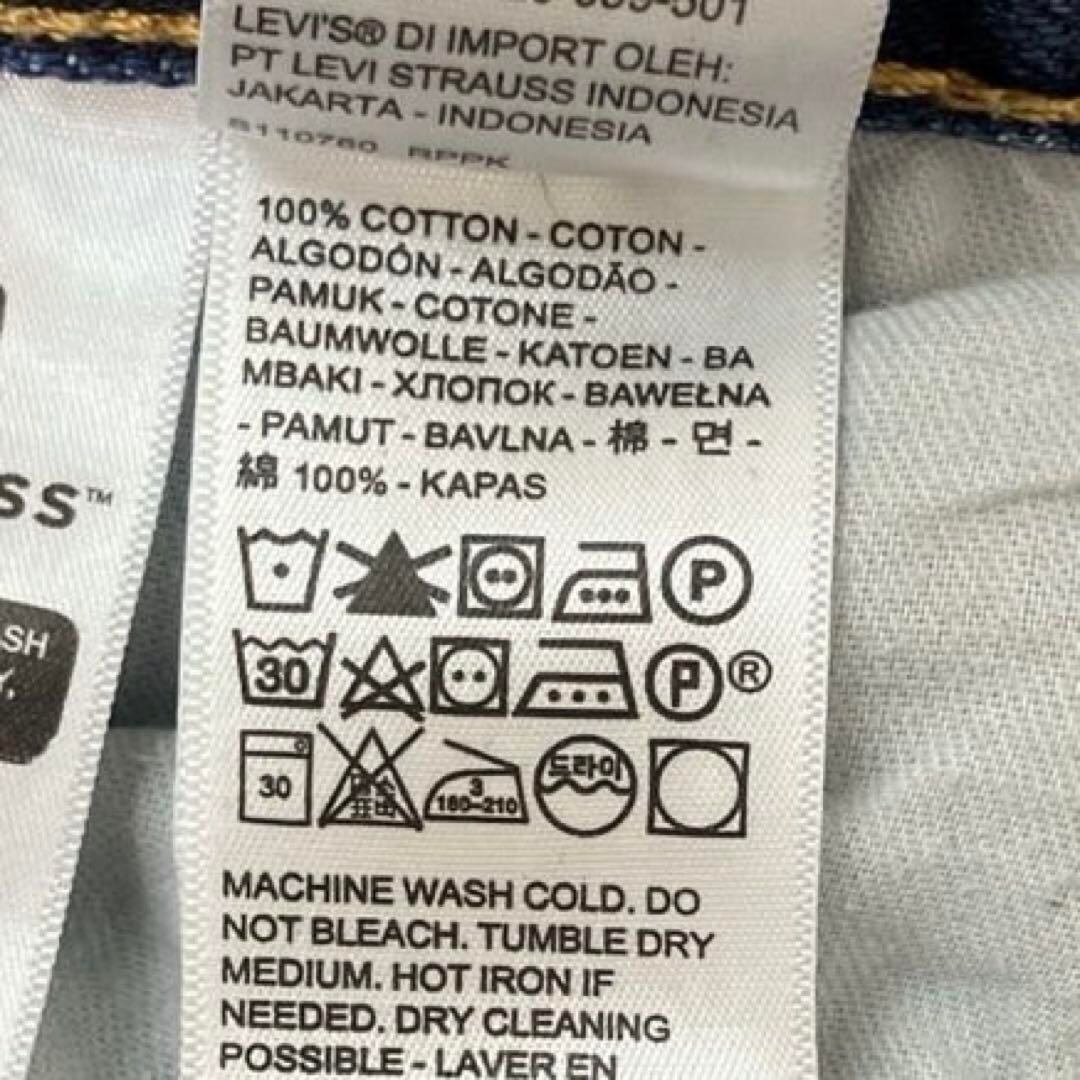 LEVI'S® DI IMPORT OLEH:
PT LEVI STRAUSS INDONESIA
JAKARTA - INDONESIA
100% COTTON - COTON -
ALGODÓN - ALGODÃO -
PAMUK - COTONE -
BAUMWOLLE - KATOEN - BA
MBAKI - ХЛОПОК - BAWEŁNA
- PAMUT - BAVLNA - 棉 - 면 -
綿 100% - KAPAS
SS™
SH
P
30
P ®
30
3
180-210
드라이
MACHINE WASH COLD. DO
NOT BLEACH. TUMBLE DRY
MEDIUM. HOT IRON IF
NEEDED. DRY CLEANING
POSSIBLE - LAVER EN